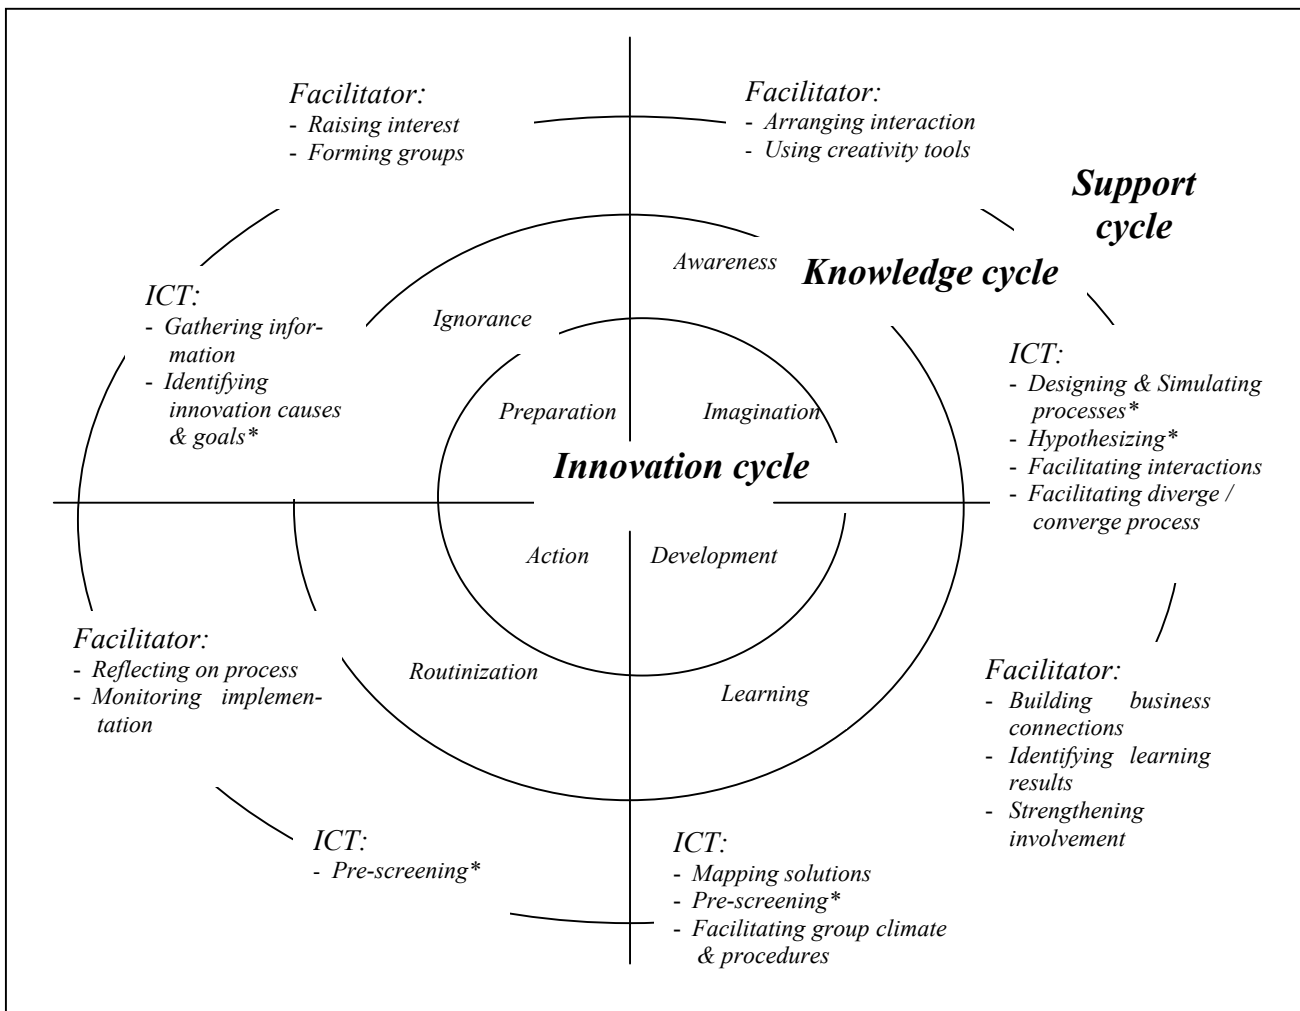 Facilitator:
- Raising interest
- Forming groups
Facilitator:
- Arranging interaction
- Using creativity tools
Support
cycle
Awareness
Knowledge cycle
ICT:
- Gathering infor-
mation
- Identifying
innovation causes
& goals*
Ignorance
ICT:
- Designing & Simulating
processes*
- Hypothesizing*
- Facilitating interactions
- Facilitating diverge /
converge process
Preparation
Imagination
Innovation cycle
Action
Development
Facilitator:
- Reflecting on process
- Monitoring implemen-
tation
Routinization
Learning
Facilitator:
- Building business
connections
- Identifying learning
results
- Strengthening
involvement
ICT:
- Pre-screening*
ICT:
- Mapping solutions
- Pre-screening*
- Facilitating group climate
& procedures